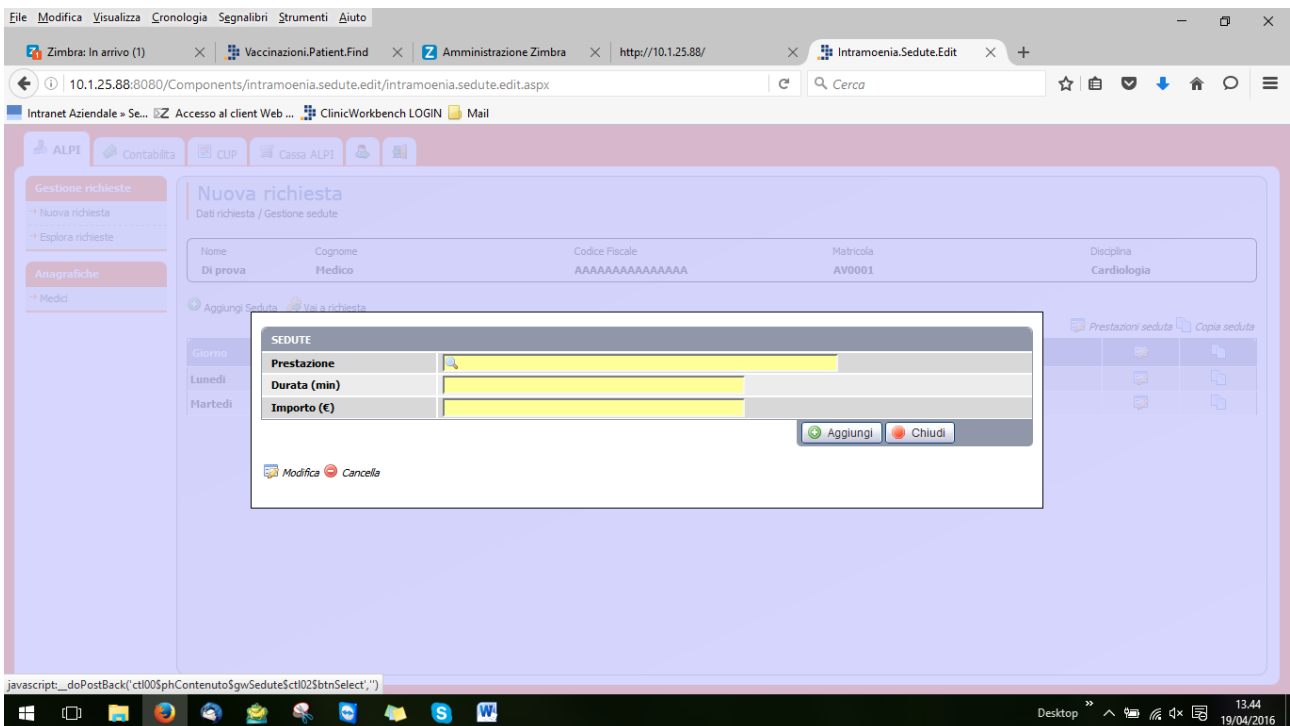 File Modifica Visualizza Cronologia Segnalibri Strumenti Aiuto
Zimbra: In arrivo (1) Vaccinazioni.Patient.Find Amministrazione Zimbra http://10.1.25.88/ Intramoenia.Sedute.Edit
10.1.25.88:8080/Components/intramoenia.sedute.edit/intramoenia.sedute.edit.aspx Cerca
Intranet Aziendale » Se... Accesso al client Web ... ClinicWorkbench LOGIN Mail
ALPI Contabilita CUP Cassa ALPI
Gestione richieste
Nuova richiesta
Esplora richieste
Anagrafiche
Medici
Nuova richiesta
Dati richiesta / Gestione sedute
Nome Cognome Codice Fiscale Matricola Disciplina
Di prova Medico AAAAAAAAAAAAAAA AV0001 Cardiologia
Aggiungi Seduta Vai a richiesta
Prestazioni seduta Copia seduta
Giorno
Lunedì
Martedì
SEDUTE
Prestazione
Durata (min)
Importo (€)
Aggiungi Chiudi
Modifica Cancella
javascript:__doPostBack('ctl00$phContenuto$gwSedute$ctl02$btnSelect','')
Desktop 13.44
19/04/2016